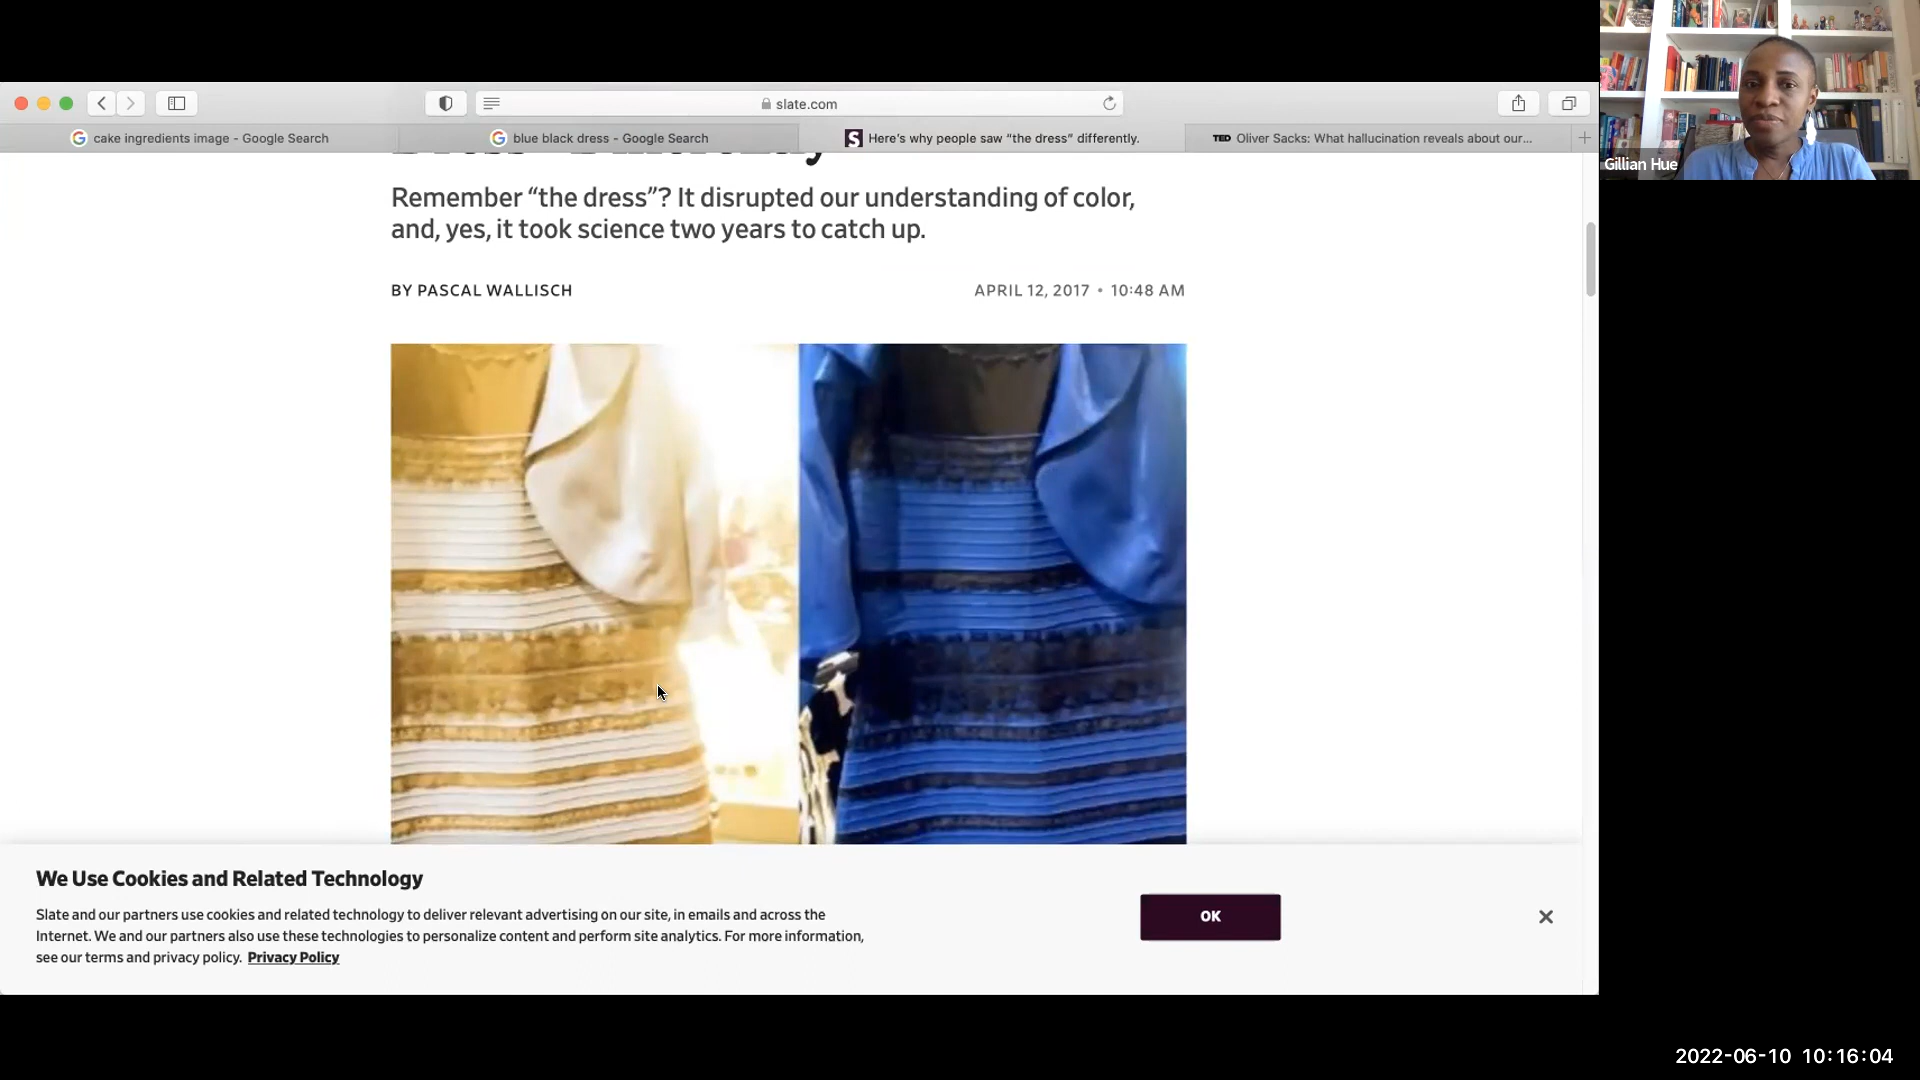 slate.com
cake ingredients image - Google Search
blue black dress - Google Search
Here's why people saw “the dress” differently.
TED Oliver Sacks: What hallucination reveals about our...
Gillian Hue
Remember “the dress”? It disrupted our understanding of color,
and, yes, it took science two years to catch up.
BY PASCAL WALLISCH
APRIL 12, 2017 • 10:48 AM
We Use Cookies and Related Technology
Slate and our partners use cookies and related technology to deliver relevant advertising on our site, in emails and across the
Internet. We and our partners also use these technologies to personalize content and perform site analytics. For more information,
see our terms and privacy policy. Privacy Policy
OK
2022-06-10 10:16:04